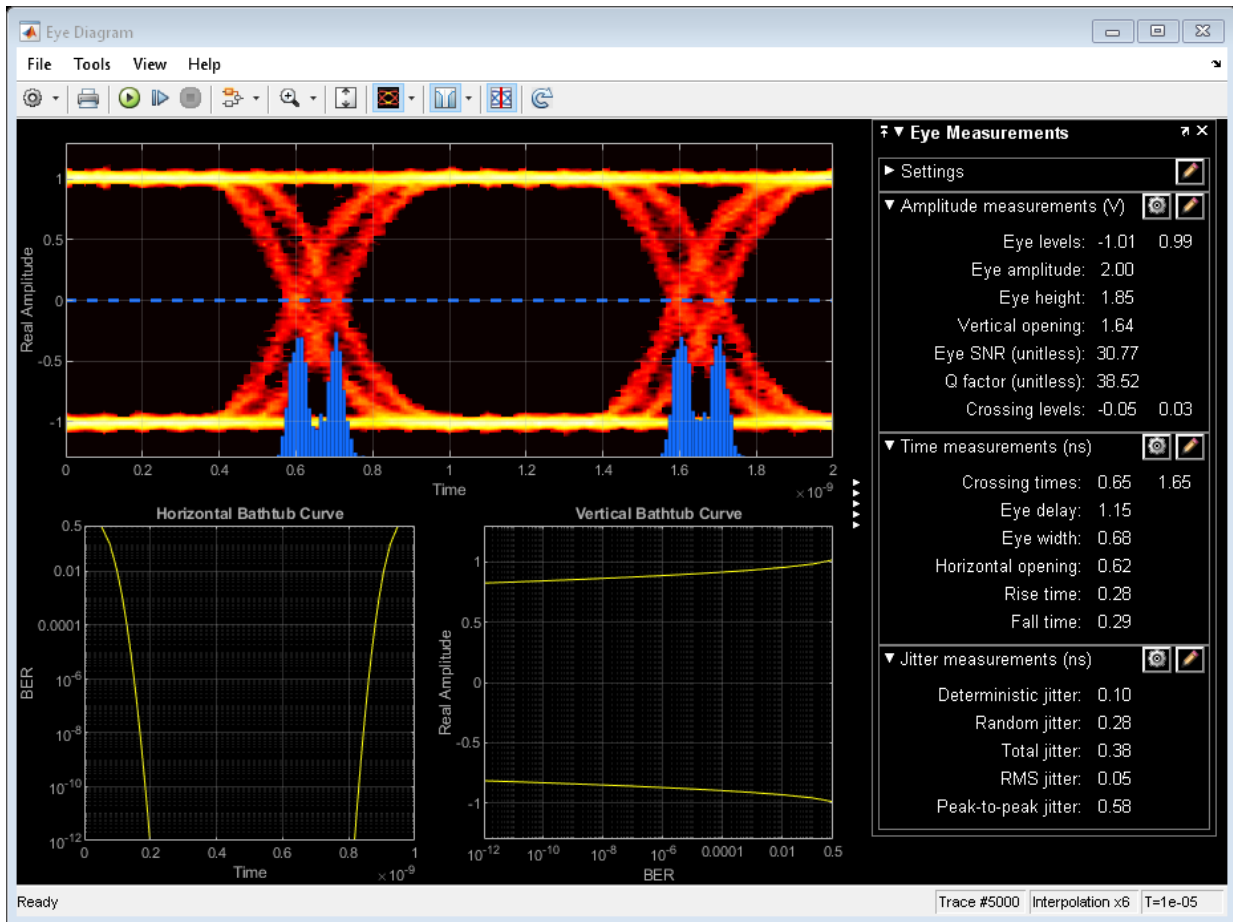 Eye Diagram
File Tools View Help
1
0.5
0
-0.5
-1
Real Amplitude
0 0.2 0.4 0.6 0.8 1 1.2 1.4 1.6 1.8 2
Time
×10⁻⁹
Horizontal Bathtub Curve
0.5
0.01
0.0001
10⁻⁶
10⁻⁸
10⁻¹⁰
10⁻¹²
BER
0 0.2 0.4 0.6 0.8 1
Time
×10⁻⁹
Vertical Bathtub Curve
1
0.5
0
-0.5
-1
Real Amplitude
10⁻¹² 10⁻¹⁰ 10⁻⁸ 10⁻⁶ 0.0001 0.01 0.5
BER
Eye Measurements
Settings
Amplitude measurements (V)
Eye levels: -1.01 0.99
Eye amplitude: 2.00
Eye height: 1.85
Vertical opening: 1.64
Eye SNR (unitless): 30.77
Q factor (unitless): 38.52
Crossing levels: -0.05 0.03
Time measurements (ns)
Crossing times: 0.65 1.65
Eye delay: 1.15
Eye width: 0.68
Horizontal opening: 0.62
Rise time: 0.28
Fall time: 0.29
Jitter measurements (ns)
Deterministic jitter: 0.10
Random jitter: 0.28
Total jitter: 0.38
RMS jitter: 0.05
Peak-to-peak jitter: 0.58
Ready
Trace #5000 Interpolation x6 T=1e-05